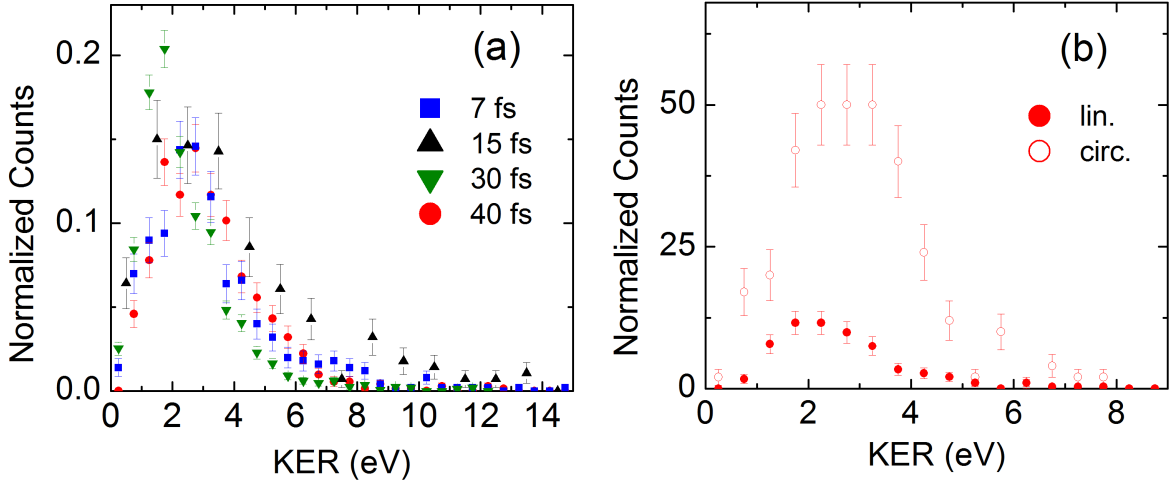 (a)
7 fs
15 fs
30 fs
40 fs
0.2
0.1
0.0
0 2 4 6 8 10 12 14
KER (eV)
Normalized Counts
(b)
lin.
circ.
50
25
0
0 2 4 6 8
KER (eV)
Normalized Counts